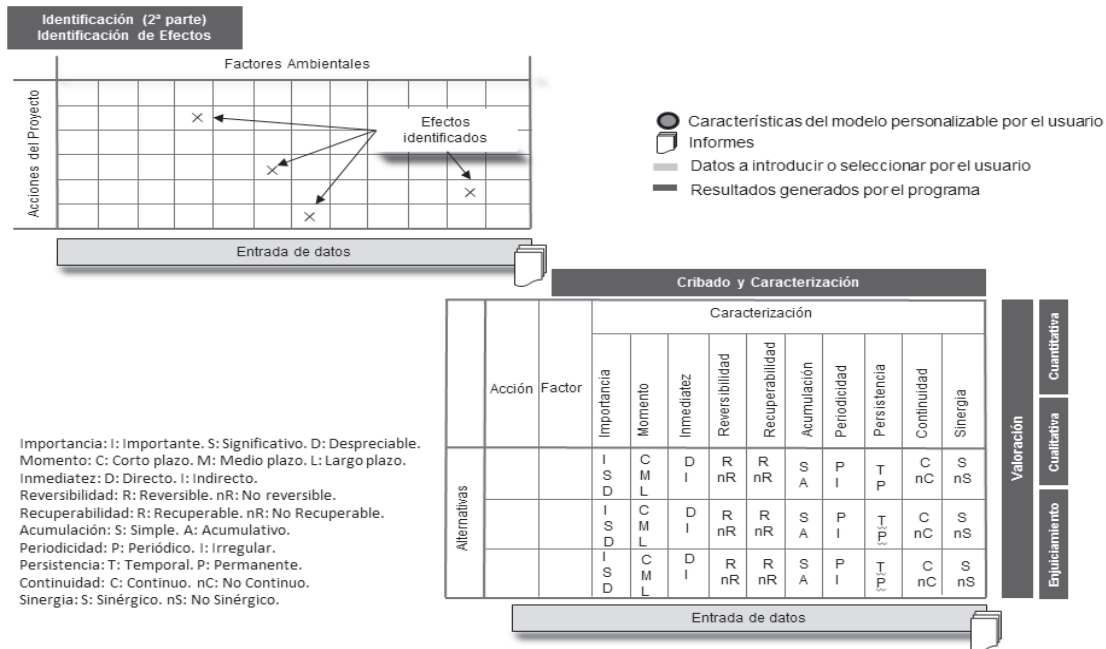 Identificación (2ª parte)
Identificación de Efectos
Factores Ambientales
Acciones del Proyecto
Efectos
identificados
Entrada de datos
Características del modelo personalizable por el usuario
Informes
Datos a introducir o seleccionar por el usuario
Resultados generados por el programa
Cribado y Caracterización
Caracterización
Alternativas
Acción
Factor
Importancia
Momento
Inmediatez
Reversibilidad
Recuperabilidad
Acumulación
Periodicidad
Persistencia
Continuidad
Sinergia
I C D R R S P T C S
S M I nR nR A I P nC nS
D L
I C D R R S P T C S
S M I nR nR A I P nC nS
D L
I C D R R S P T C S
S M I nR nR A I P nC nS
D L
Valoración
Cuantitativa
Cualitativa
Enjuiciamiento
Entrada de datos
Importancia: I: Importante. S: Significativo. D: Despreciable.
Momento: C: Corto plazo. M: Medio plazo. L: Largo plazo.
Inmediatez: D: Directo. I: Indirecto.
Reversibilidad: R: Reversible. nR: No reversible.
Recuperabilidad: R: Recuperable. nR: No Recuperable.
Acumulación: S: Simple. A: Acumulativo.
Periodicidad: P: Periódico. I: Irregular.
Persistencia: T: Temporal. P: Permanente.
Continuidad: C: Continuo. nC: No Continuo.
Sinergia: S: Sinérgico. nS: No Sinérgico.